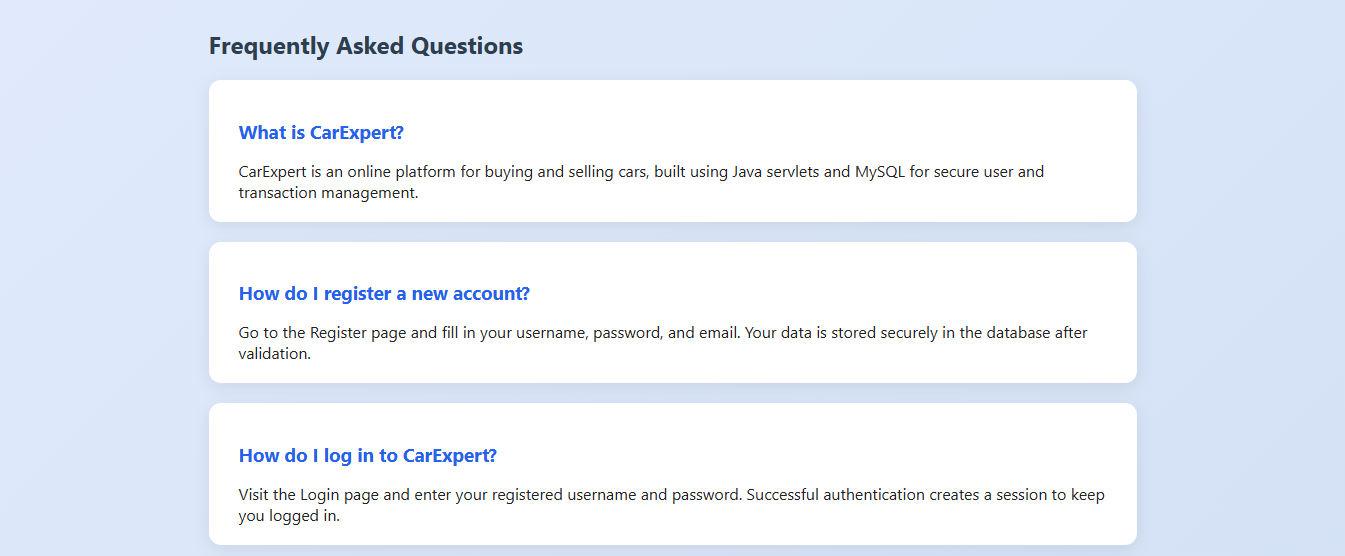 Frequently Asked Questions
What is CarExpert?
CarExpert is an online platform for buying and selling cars, built using Java servlets and MySQL for secure user and
transaction management.
How do I register a new account?
Go to the Register page and fill in your username, password, and email. Your data is stored securely in the database after
validation.
How do I log in to CarExpert?
Visit the Login page and enter your registered username and password. Successful authentication creates a session to keep
you logged in.